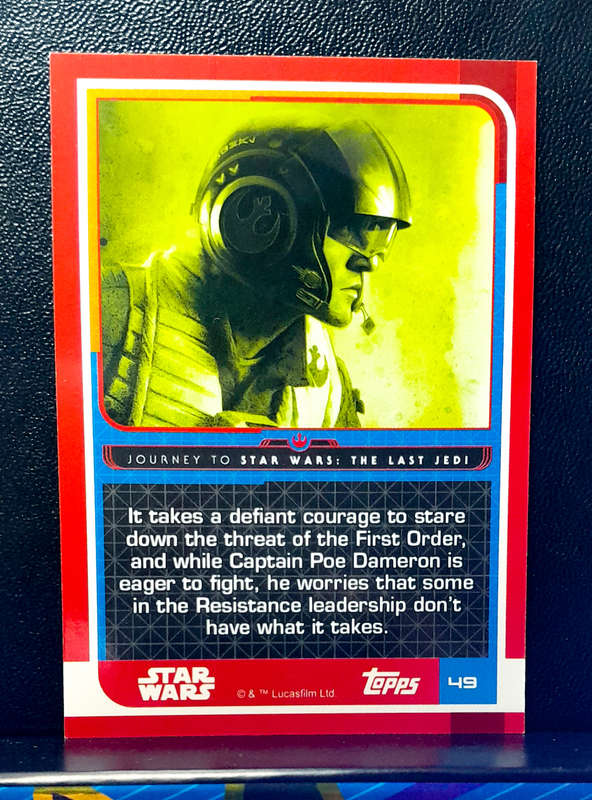 JOURNEY TO STAR WARS: THE LAST JEDI
It takes a defiant courage to stare
down the threat of the First Order,
and while Captain Poe Dameron is
eager to fight, he worries that some
in the Resistance leadership don't
have what it takes.
STAR
WARS
© & ™ Lucasfilm Ltd.
TOPPS
49